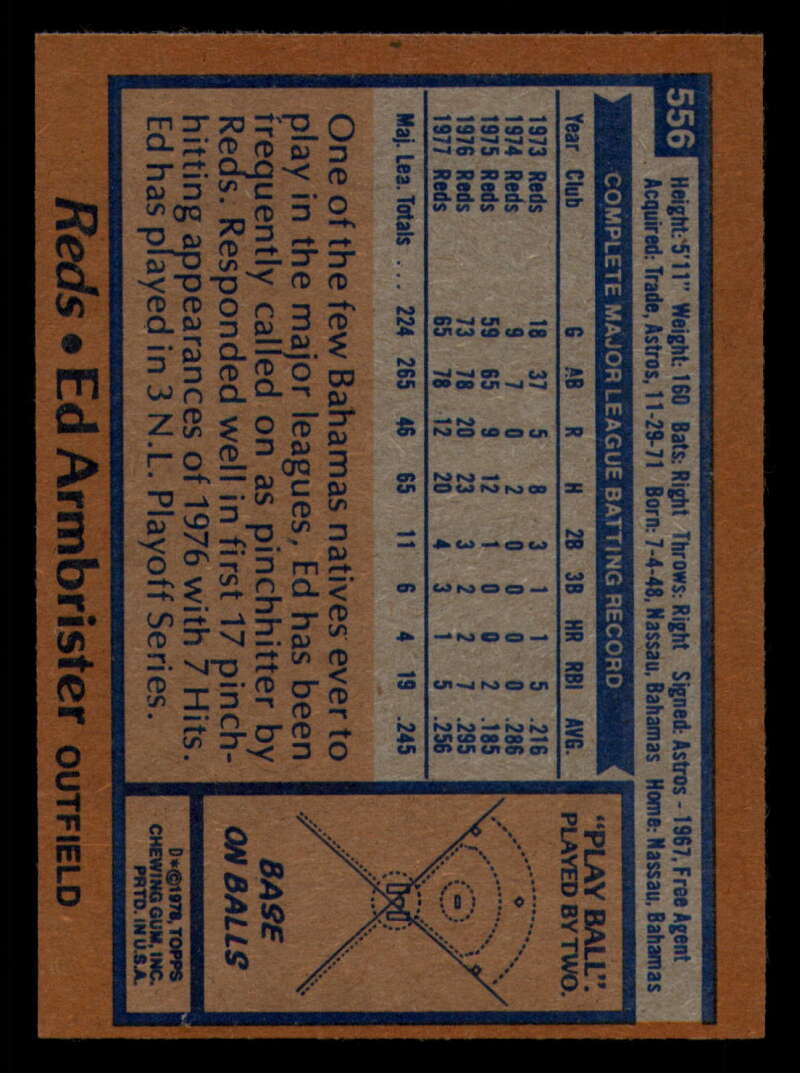 556
Height: 5'11" Weight: 160 Bats: Right Throws: Right Signed: Astros - 1967, Free Agent
Acquired: Trade, Astros, 11-29-71 Born: 7-4-48, Nassau, Bahamas Home: Nassau, Bahamas
COMPLETE MAJOR LEAGUE BATTING RECORD
Year Club G AB R H 2B 3B HR RBI AVG.
1973 Reds 18 37 5 8 3 1 1 5 .216
1974 Reds 9 7 0 2 0 0 0 0 .286
1975 Reds 59 65 9 12 1 0 0 2 .185
1976 Reds 73 78 20 23 3 2 2 7 .295
1977 Reds 65 78 12 20 4 3 1 5 .256
Maj. Lea. Totals ... 224 265 46 65 11 6 4 19 .245
One of the few Bahamas natives ever to
play in the major leagues, Ed has been
frequently called on as pinchhitter by
Reds. Responded well in first 17 pinch-
hitting appearances of 1976 with 7 Hits.
Ed has played in 3 N.L. Playoff Series.
"PLAY BALL".
PLAYED BY TWO.
BASE
ON BALLS
D*©1978, TOPPS
CHEWING GUM, INC.
PRTD. IN U.S.A.
Reds • Ed Armbrister OUTFIELD